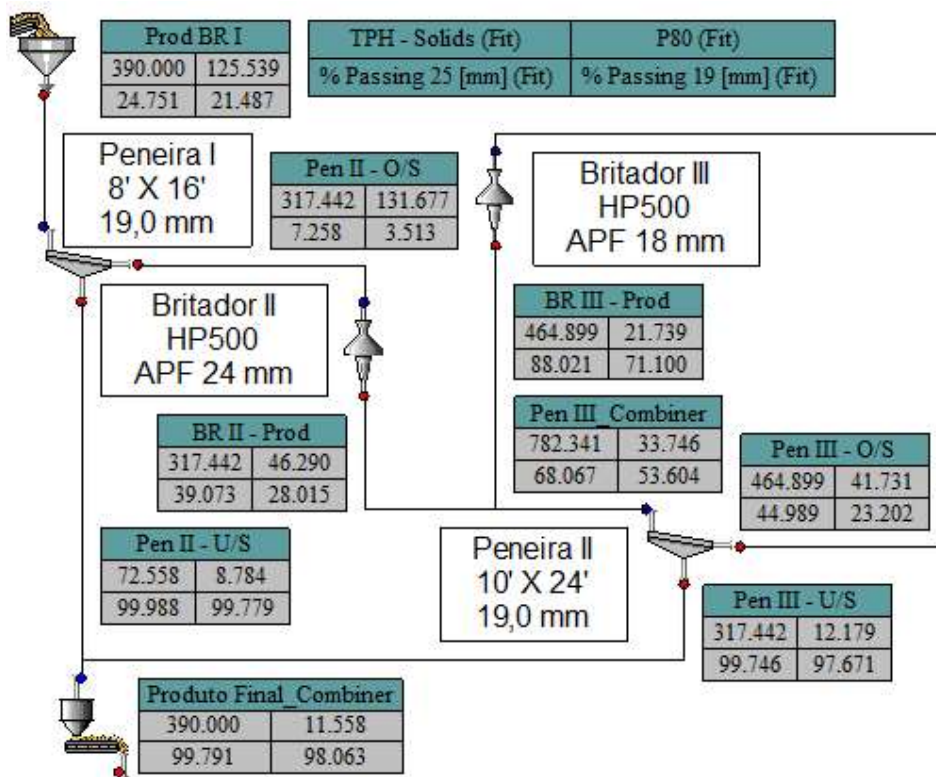 Prod BR I
390.000 125.539
24.751 21.487
TPH - Solids (Fit) P80 (Fit)
% Passing 25 [mm] (Fit) % Passing 19 [mm] (Fit)
Peneira I
8' X 16'
19,0 mm
Pen II - O/S
317.442 131.677
7.258 3.513
Britador III
HP500
APF 18 mm
Britador II
HP500
APF 24 mm
BR III - Prod
464.899 21.739
88.021 71.100
BR II - Prod
317.442 46.290
39.073 28.015
Pen III_Combiner
782.341 33.746
68.067 53.604
Pen III - O/S
464.899 41.731
44.989 23.202
Pen II - U/S
72.558 8.784
99.988 99.779
Peneira II
10' X 24'
19,0 mm
Pen III - U/S
317.442 12.179
99.746 97.671
Produto Final_Combiner
390.000 11.558
99.791 98.063